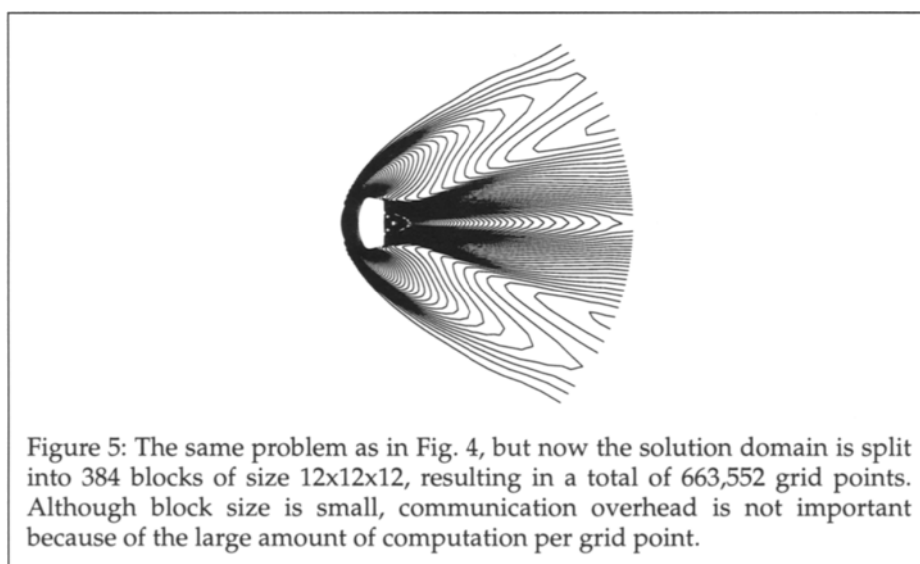 Figure 5: The same problem as in Fig. 4, but now the solution domain is split
into 384 blocks of size 12x12x12, resulting in a total of 663,552 grid points.
Although block size is small, communication overhead is not important
because of the large amount of computation per grid point.